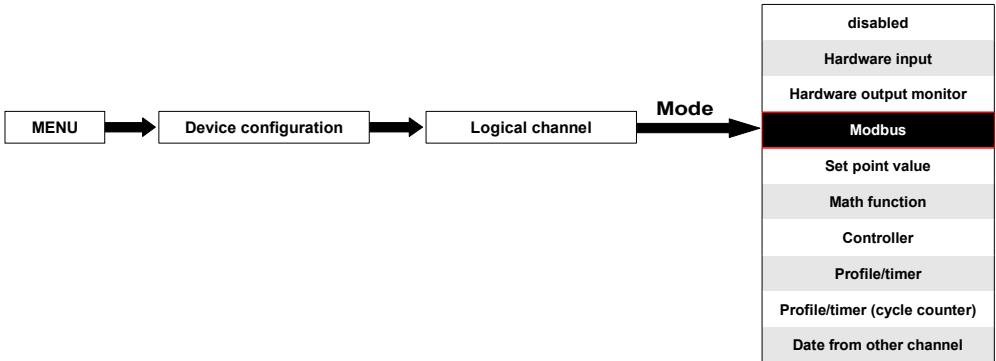 MENU
Device configuration
Logical channel
Mode
disabled
Hardware input
Hardware output monitor
Modbus
Set point value
Math function
Controller
Profile/timer
Profile/timer (cycle counter)
Date from other channel